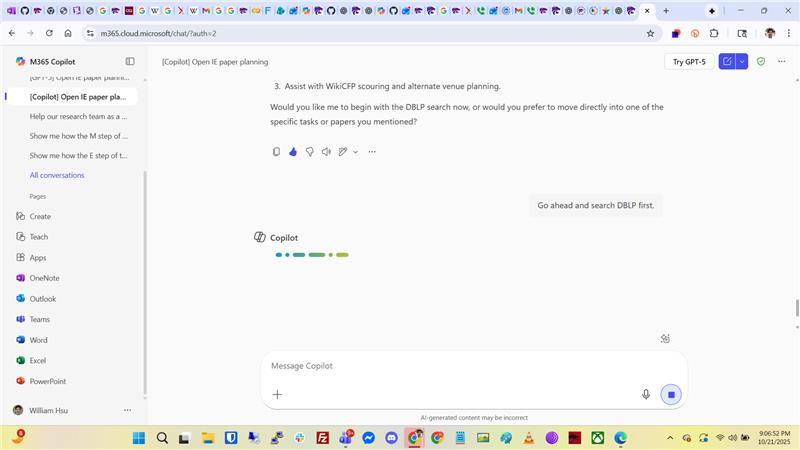 m365.cloud.microsoft/chat/?auth=2
M365 Copilot
[Copilot] Open IE paper planning
Try GPT-5
[GPT-5] Open IE paper planni...
[Copilot] Open IE paper pla...
Help our research team as a ...
Show me how the M step of ...
Show me how the E step of t...
All conversations
Pages
Create
Teach
Apps
OneNote
Outlook
Teams
Word
Excel
PowerPoint
William Hsu
3. Assist with WikiCFP scouring and alternate venue planning.
Would you like me to begin with the DBLP search now, or would you prefer to move directly into one of the
specific tasks or papers you mentioned?
Go ahead and search DBLP first.
Copilot
Message Copilot
AI-generated content may be incorrect
9:06:52 PM
10/21/2025